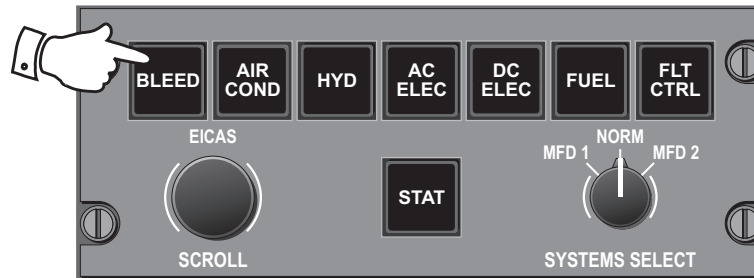 BLEED
AIR
COND
HYD
AC
ELEC
DC
ELEC
FUEL
FLT
CTRL
EICAS
SCROLL
STAT
NORM
MFD 1
MFD 2
SYSTEMS SELECT